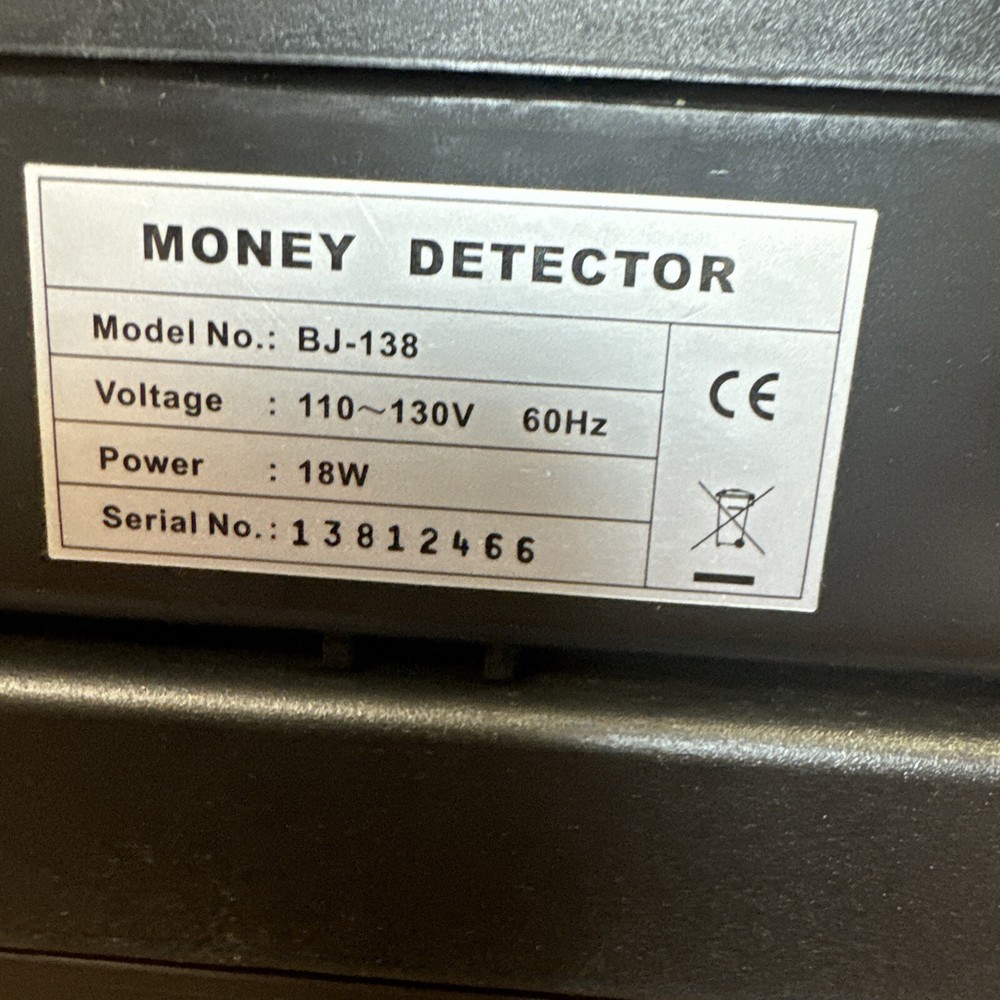 MONEY DETECTOR
Model No.: BJ-138
Voltage : 110～130V 60Hz
Power : 18W
Serial No.: 13812466
CE